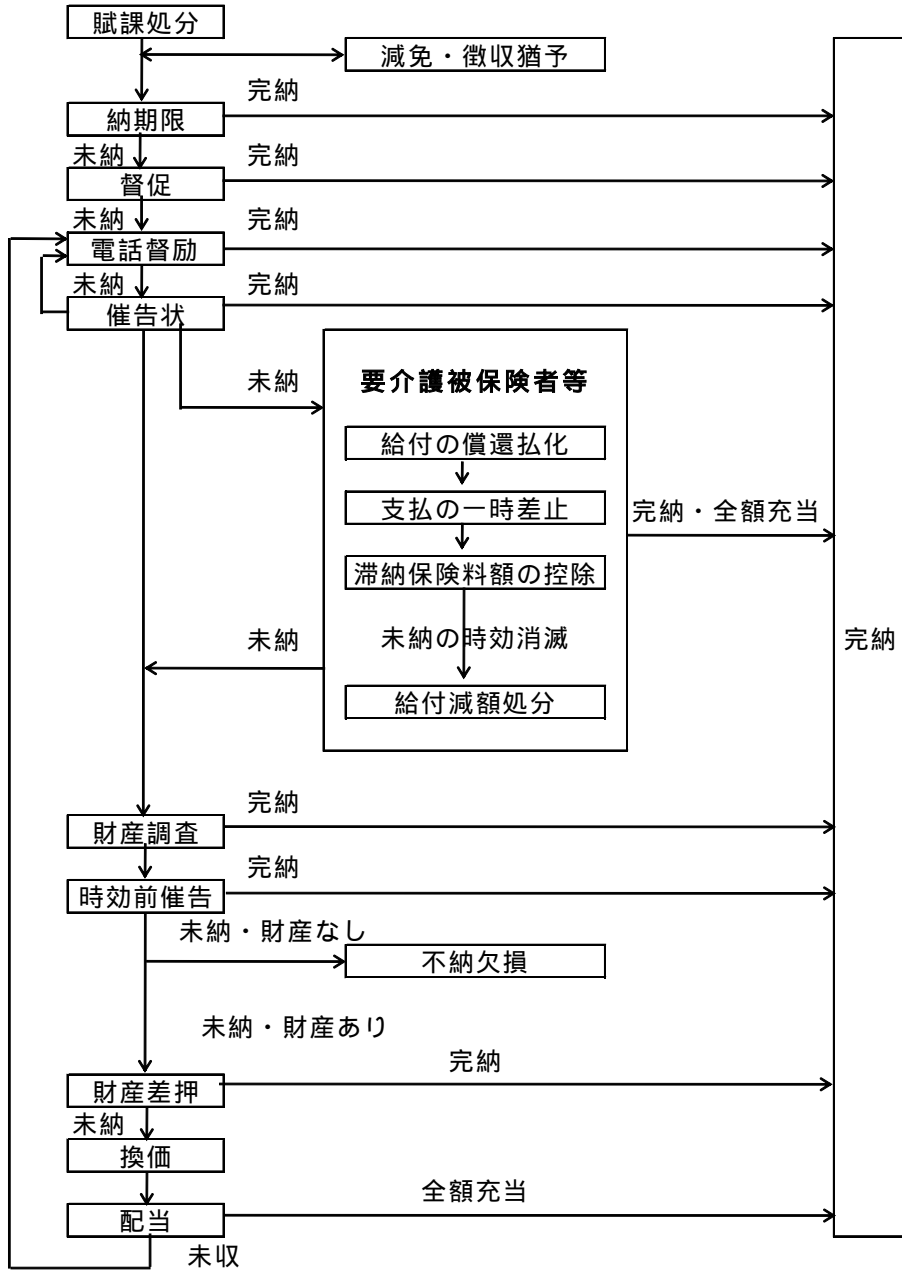 賦課処分
減免・徴収猶予
完納
納期限
未納
完納
督促
未納
完納
電話督励
未納
完納
催告状
未納
要介護被保険者等
給付の償還払化
支払の一時差止
完納・全額充当
滞納保険料額の控除
未納
未納の時効消滅
完納
給付減額処分
完納
財産調査
完納
時効前催告
未納・財産なし
不納欠損
未納・財産あり
完納
財産差押
未納
換価
全額充当
配当
未収